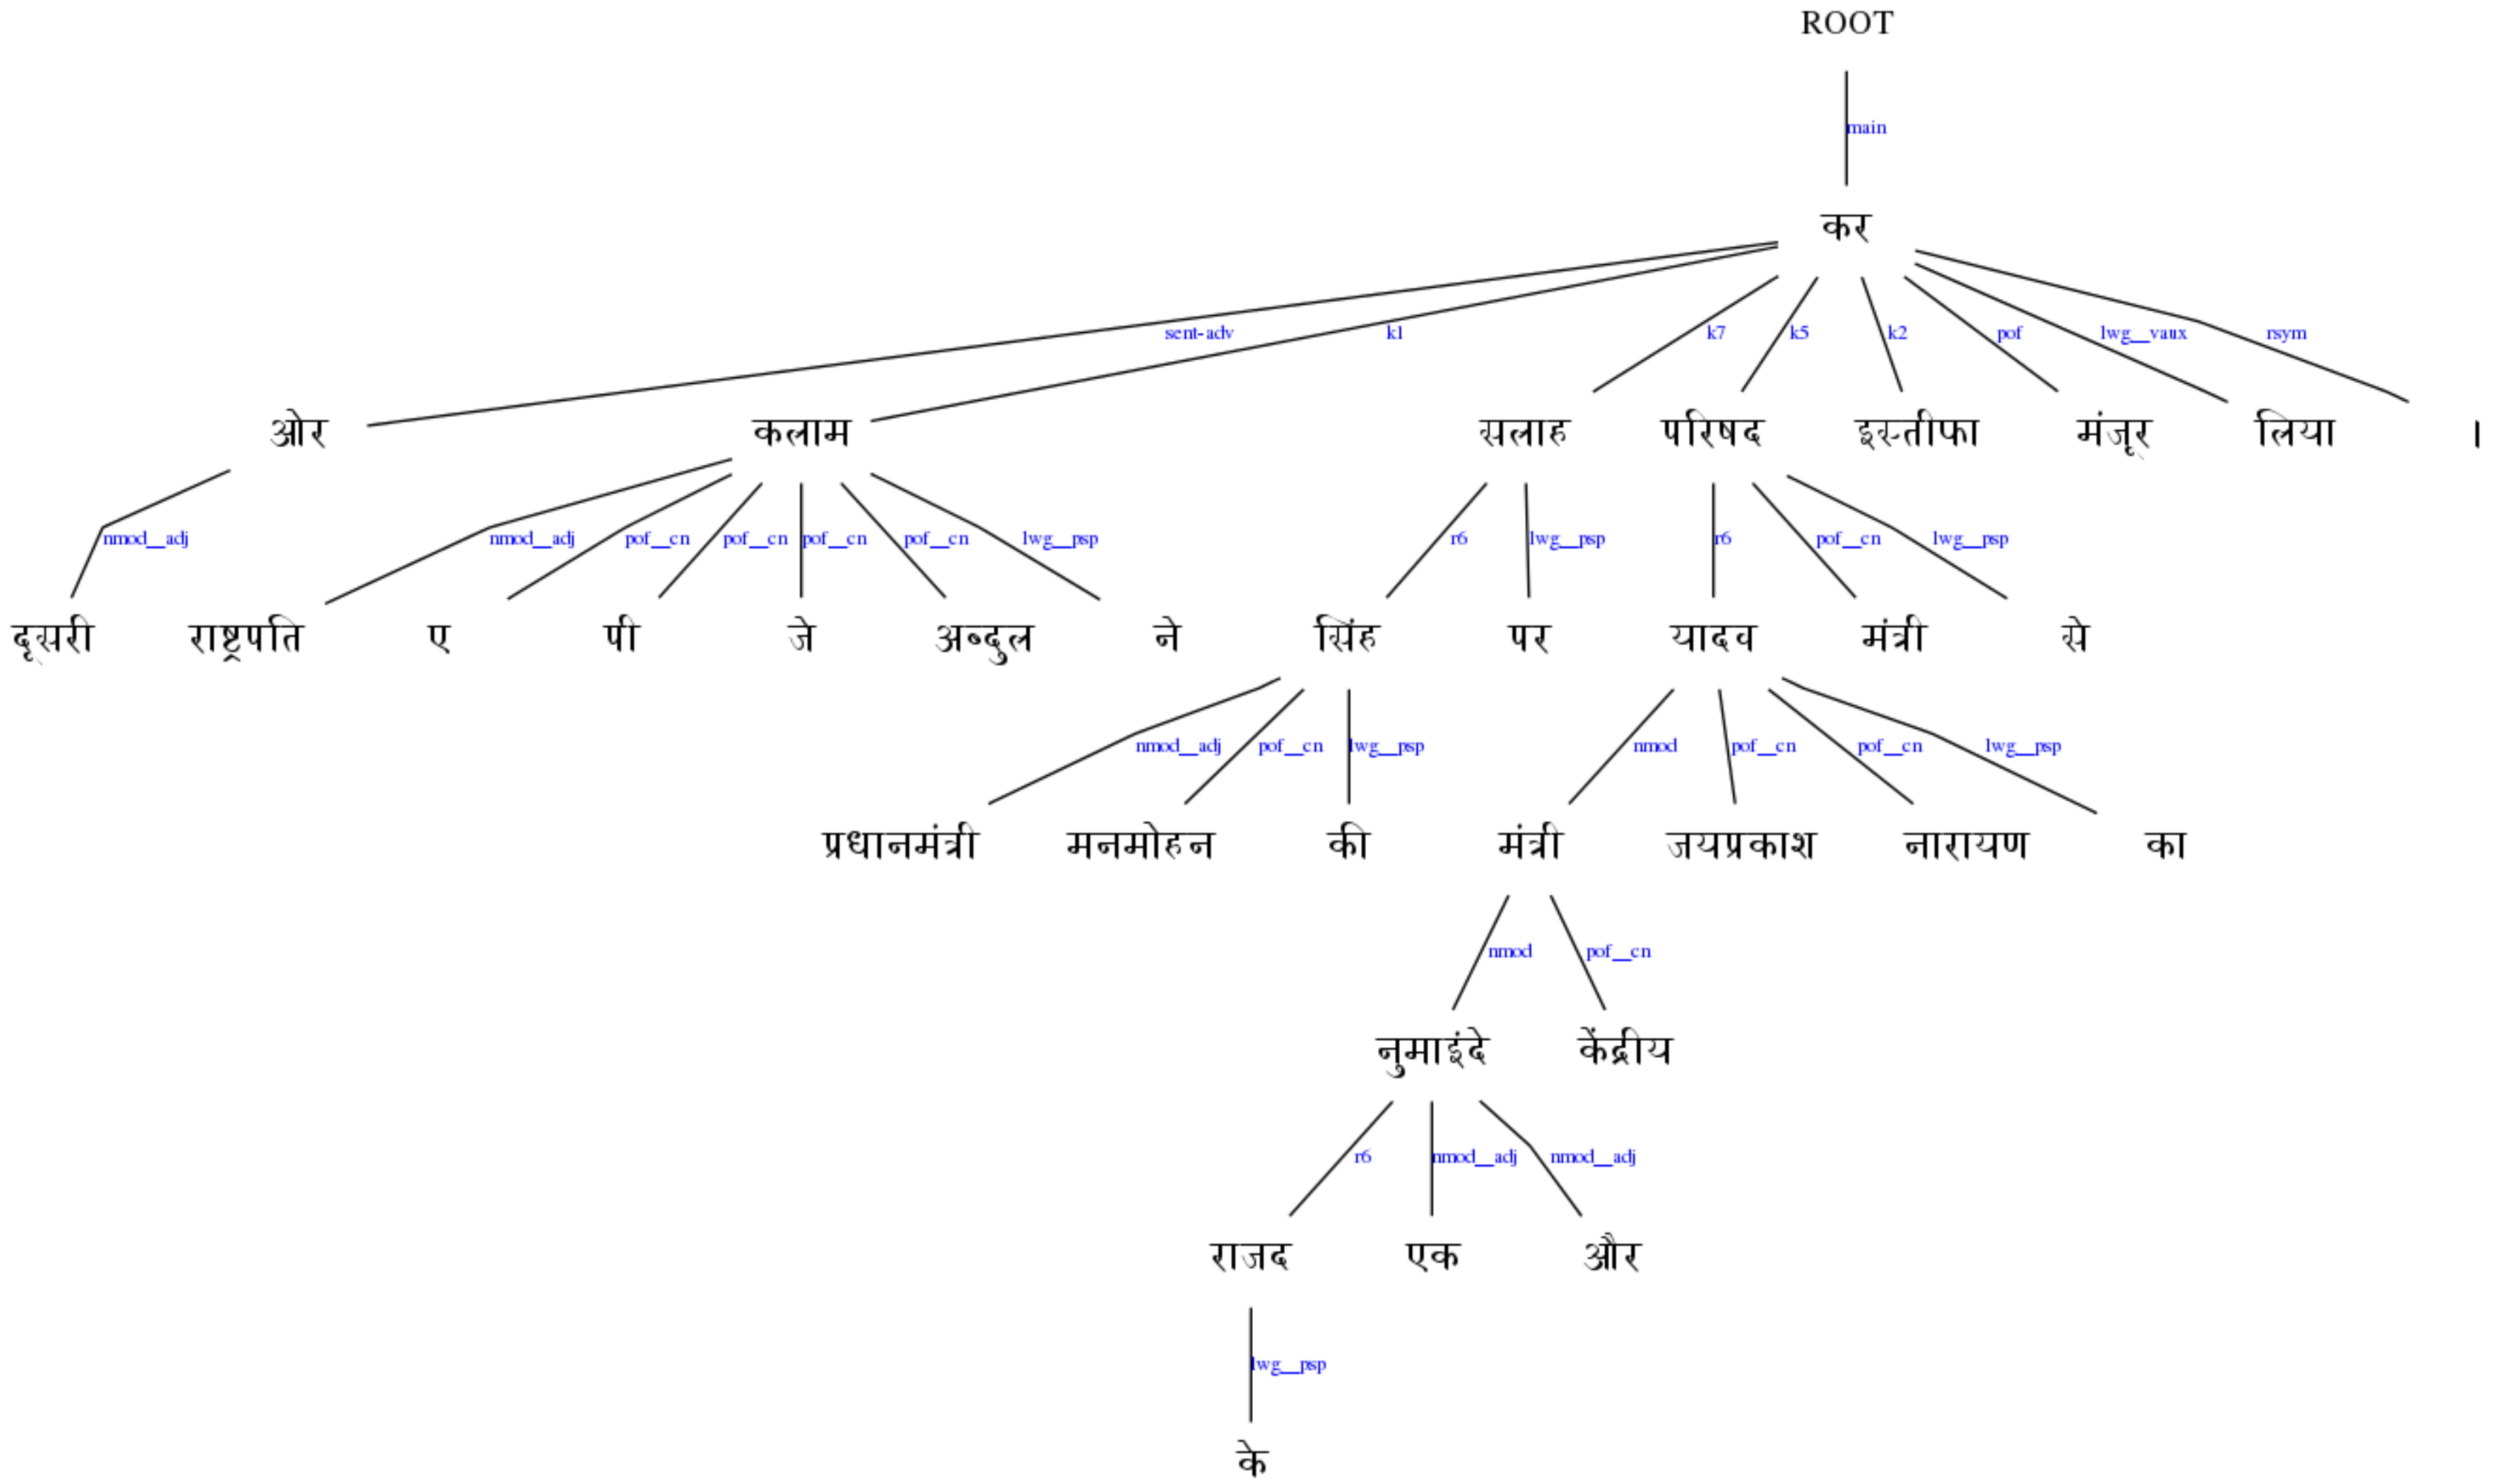 ROOT
main
कर
sent-adv k1 k7 k5 k2 pof lwg__vaux rsym
ओर कलाम सलाह परिषद इस्तीफा मंजूर लिया ।
nmod__adj nmod__adj pof__cn pof__cn pof__cn pof__cn lwg__psp r6 lwg__psp r6 pof__cn lwg__psp
दूसरी राष्ट्रपति ए पी जे अब्दुल ने सिंह पर यादव मंत्री से
nmod__adj pof__cn lwg__psp nmod pof__cn pof__cn lwg__psp
प्रधानमंत्री मनमोहन की मंत्री जयप्रकाश नारायण का
nmod pof__cn
नुमाइंदे केंद्रीय
r6 nmod__adj nmod__adj
राजद एक और
lwg__psp
के